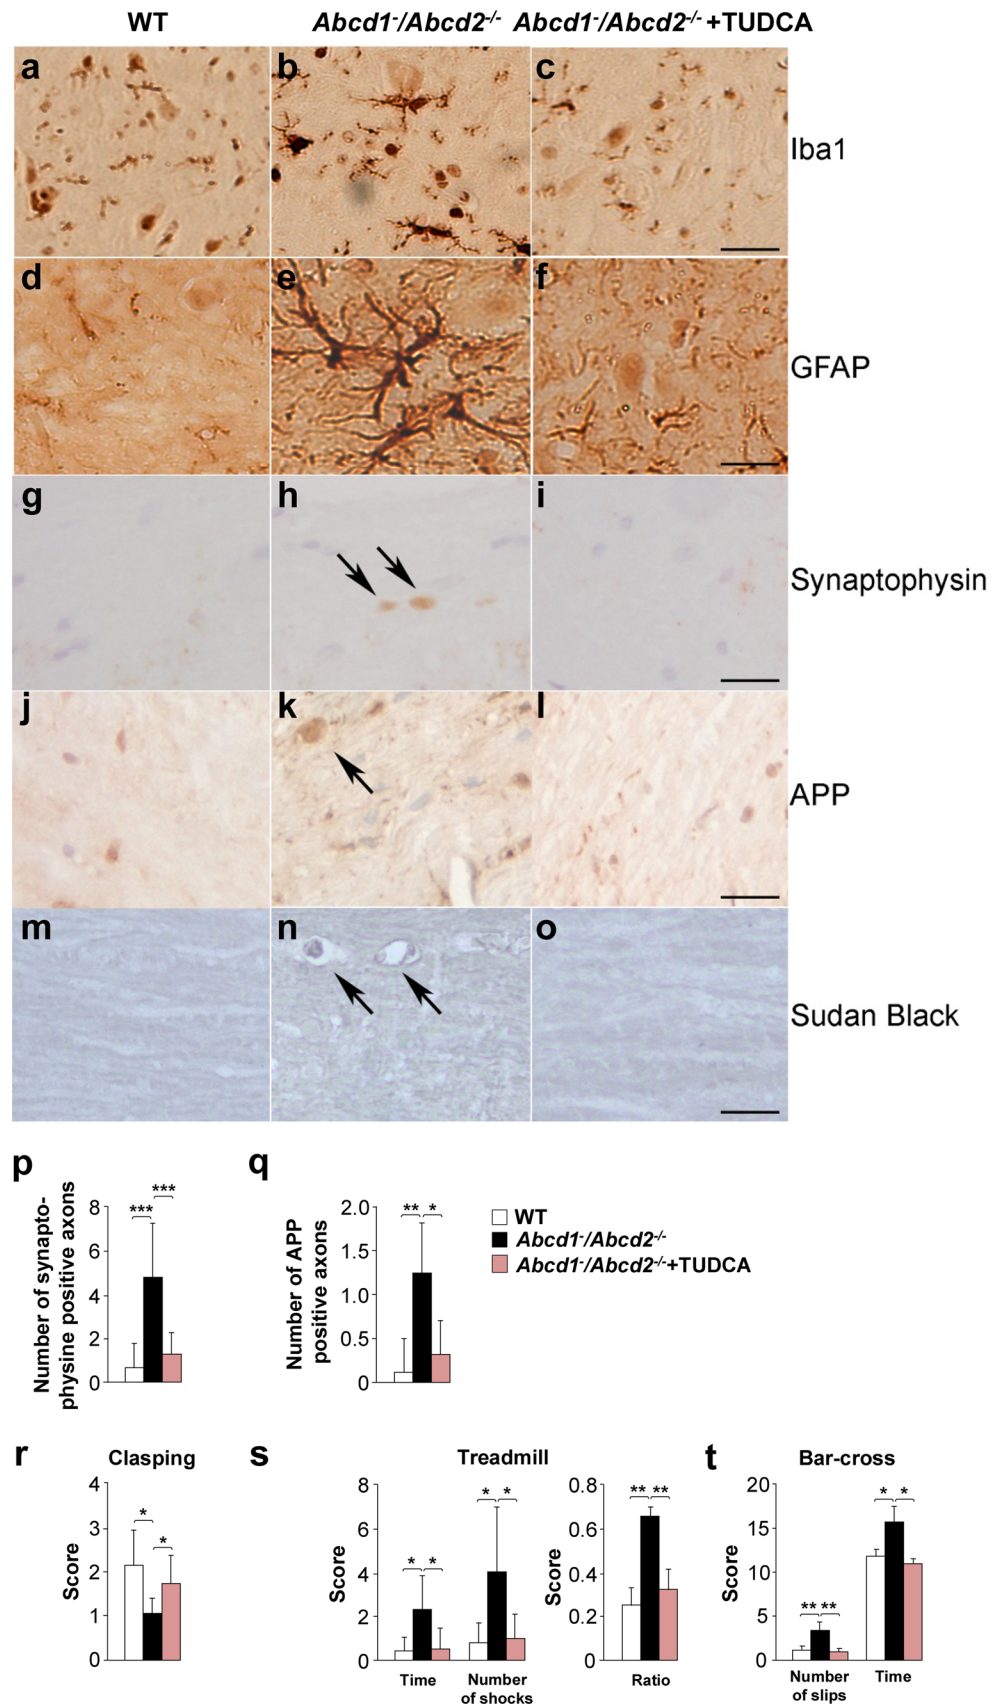 WT Abcd1-/Abcd2-/- Abcd1-/Abcd2-/-+TUDCA
a b c Iba1
d e f GFAP
g h i Synaptophysin
j k l APP
m n o Sudan Black
p
Number of synapto-
physine positive axons
8
6
4
2
0
*** ***
q
Number of APP
positive axons
2.0
1.5
1.0
0.5
0
** *
WT
Abcd1-/Abcd2-/-
Abcd1-/Abcd2-/-+TUDCA
r Clasping
Score
4
3
2
1
0
* *
s Treadmill
Score
8
6
4
2
0
* * * *
Time Number
of shocks
Score
0.8
0.6
0.4
0.2
0
** **
Ratio
t Bar-cross
Score
20
15
10
5
0
** ** * *
Number
of slips Time